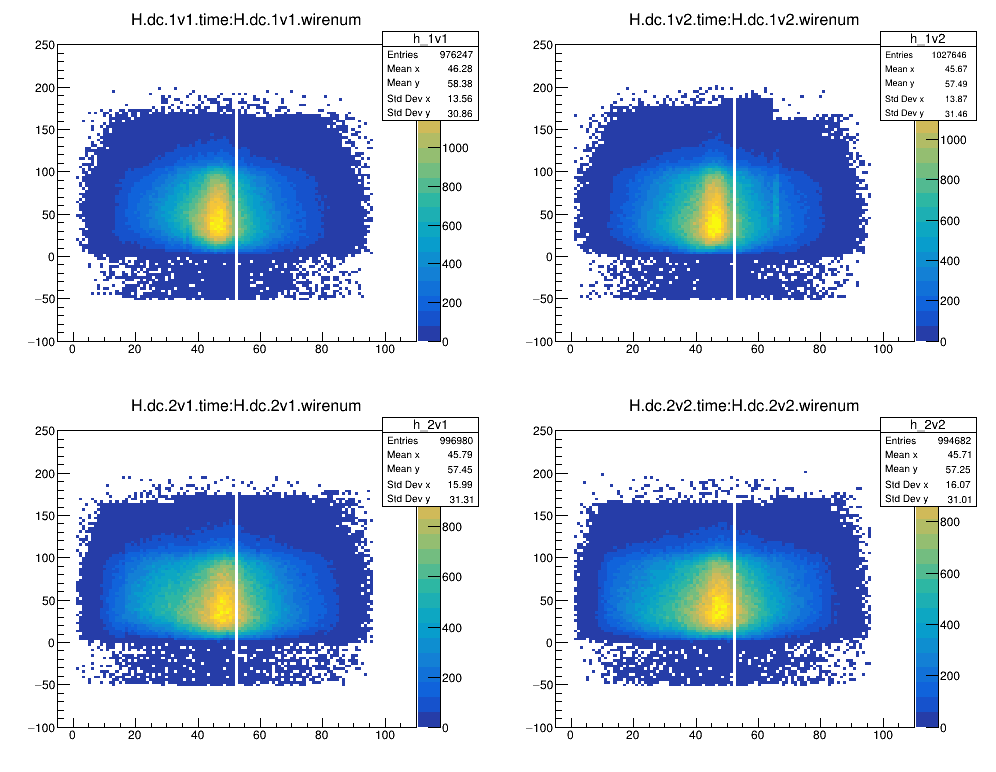 H.dc.1v1.time:H.dc.1v1.wirenum
h_1v1
Entries 976247
Mean x 46.28
Mean y 58.38
Std Dev x 13.56
Std Dev y 30.86
250
200
150
100
50
0
−50
−100
0 20 40 60 80 100
1000
800
600
400
200
0
H.dc.1v2.time:H.dc.1v2.wirenum
h_1v2
Entries 1027646
Mean x 45.67
Mean y 57.49
Std Dev x 13.87
Std Dev y 31.46
250
200
150
100
50
0
−50
−100
0 20 40 60 80 100
1000
800
600
400
200
0
H.dc.2v1.time:H.dc.2v1.wirenum
h_2v1
Entries 996980
Mean x 45.79
Mean y 57.45
Std Dev x 15.99
Std Dev y 31.31
250
200
150
100
50
0
−50
−100
0 20 40 60 80 100
800
600
400
200
0
H.dc.2v2.time:H.dc.2v2.wirenum
h_2v2
Entries 994682
Mean x 45.71
Mean y 57.25
Std Dev x 16.07
Std Dev y 31.01
250
200
150
100
50
0
−50
−100
0 20 40 60 80 100
800
600
400
200
0